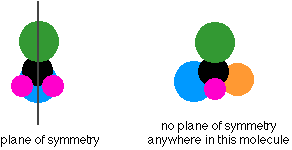 plane of symmetry
no plane of symmetry
anywhere in this molecule